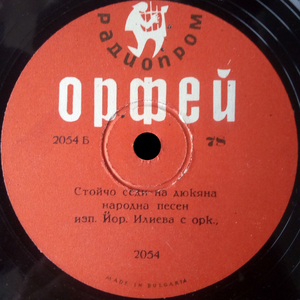 радиопром
орфей
2054 Б 78
Стойчо седи на дюкяна
народна песен
изп. Йор. Илиева с орк.,
2054
MADE IN BULGARIA